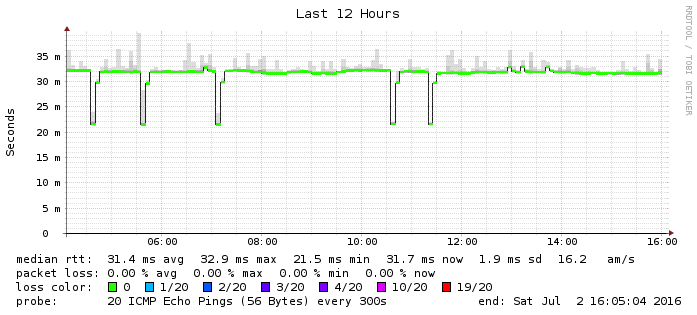 Last 12 Hours
RRDTOOL / TOBI OETIKER
Seconds
35 m
30 m
25 m
20 m
15 m
10 m
5 m
0
06:00 08:00 10:00 12:00 14:00 16:00
median rtt: 31.4 ms avg 32.9 ms max 21.5 ms min 31.7 ms now 1.9 ms sd 16.2 am/s
packet loss: 0.00 % avg 0.00 % max 0.00 % min 0.00 % now
loss color: 0 1/20 2/20 3/20 4/20 10/20 19/20
probe: 20 ICMP Echo Pings (56 Bytes) every 300s end: Sat Jul 2 16:05:04 2016